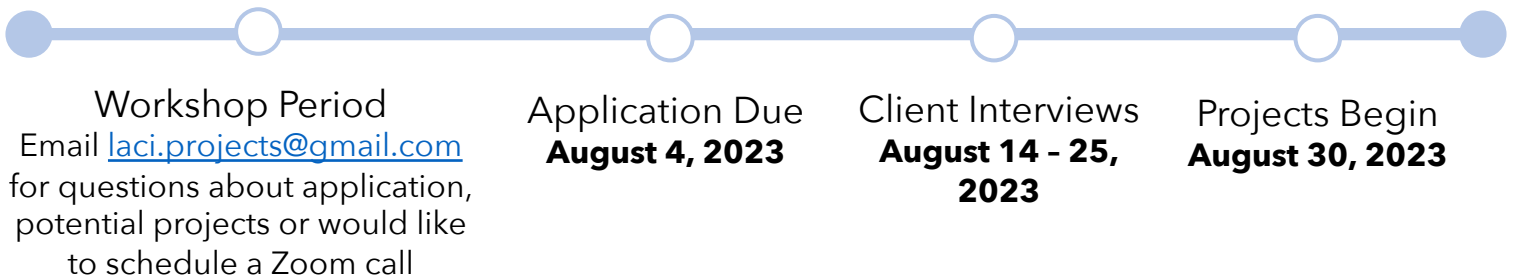 Workshop Period
Email laci.projects@gmail.com
for questions about application,
potential projects or would like
to schedule a Zoom call
Application Due
August 4, 2023
Client Interviews
August 14 – 25,
2023
Projects Begin
August 30, 2023